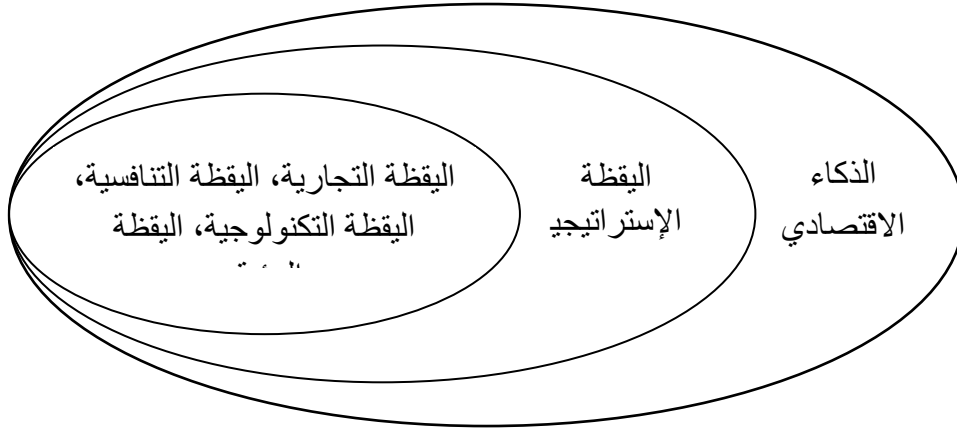 الذكاء
الاقتصادي
اليقظة
الإستراتيجي
اليقظة التجارية، اليقظة التنافسية،
اليقظة التكنولوجية، اليقظة